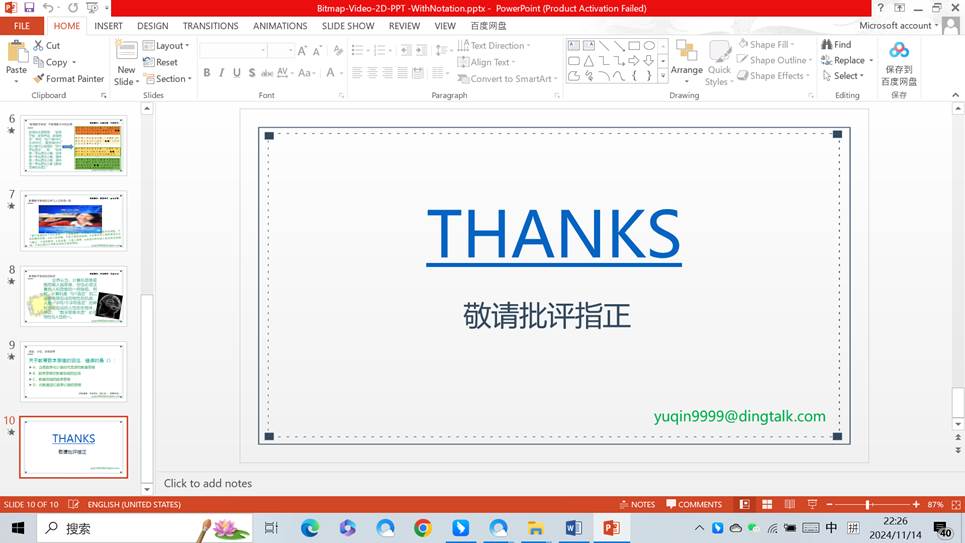 Bitmap-Video-2D-PPT -WithNotation.pptx - PowerPoint (Product Activation Failed)
FILE HOME INSERT DESIGN TRANSITIONS ANIMATIONS SLIDE SHOW REVIEW VIEW 百度网盘 Microsoft account
Paste
Cut
Copy
Format Painter
Clipboard
New Slide
Layout
Reset
Section
Slides
Font
Text Direction
Align Text
Convert to SmartArt
Paragraph
Arrange
Quick Styles
Shape Fill
Shape Outline
Shape Effects
Drawing
Find
Replace
Select
Editing
保存到
百度网盘
保存
6
7
8
9
10
THANKS
敬请批评指正
THANKS
敬请批评指正
yuqin9999@dingtalk.com
Click to add notes
SLIDE 10 OF 10 ENGLISH (UNITED STATES) NOTES COMMENTS 87%
搜索
中 拼
22:26
2024/11/14
40